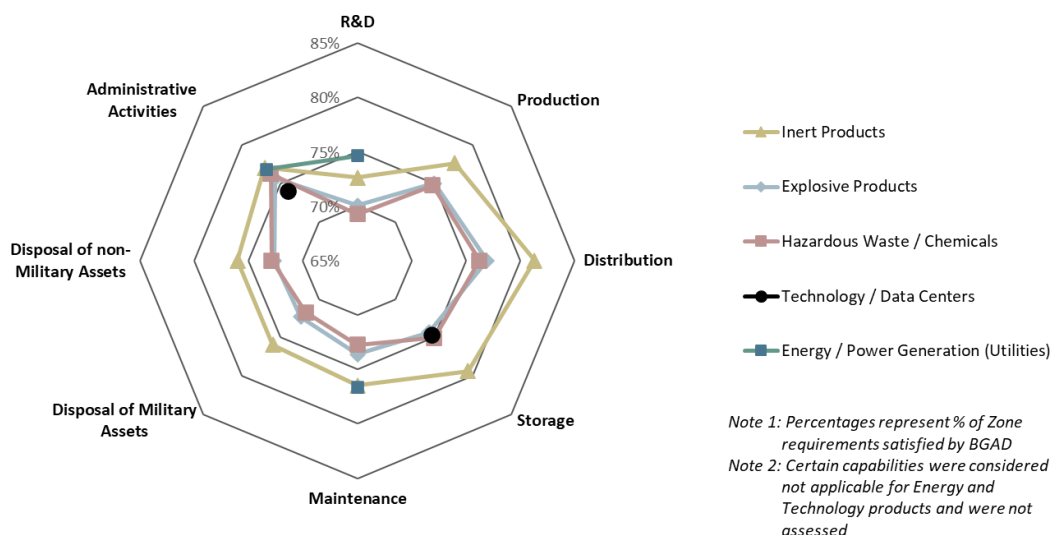 R&D
85%
80%
75%
70%
65%
Production
Distribution
Storage
Maintenance
Disposal of Military
Assets
Disposal of non-
Military Assets
Administrative
Activities
Inert Products
Explosive Products
Hazardous Waste / Chemicals
Technology / Data Centers
Energy / Power Generation (Utilities)
Note 1: Percentages represent % of Zone
requirements satisfied by BGAD
Note 2: Certain capabilities were considered
not applicable for Energy and
Technology products and were not
assessed